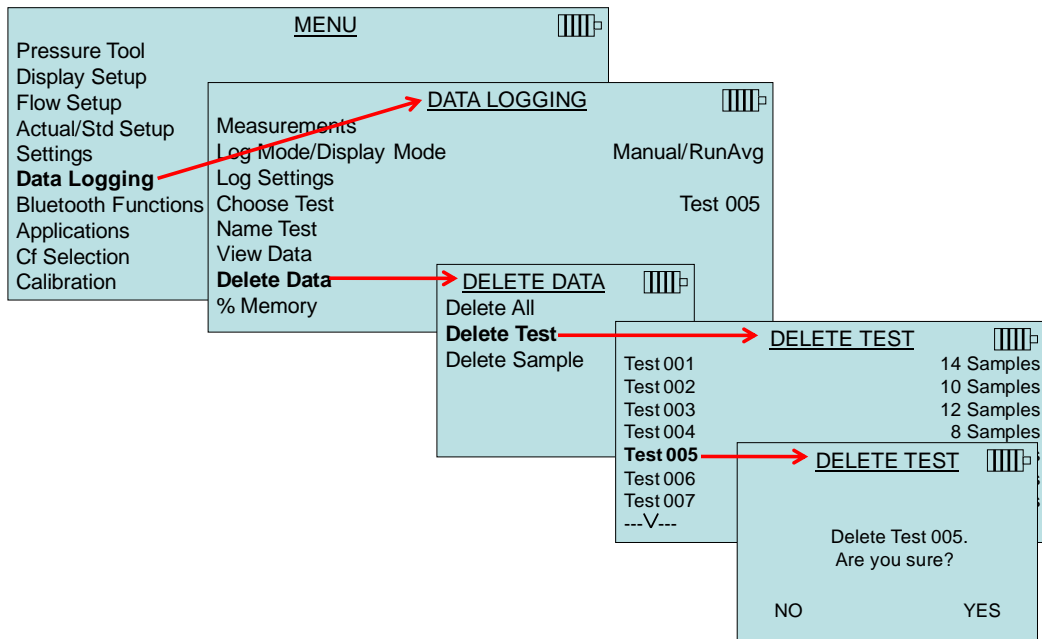 MENU
Pressure Tool
Display Setup
Flow Setup
Actual/Std Setup
Settings
Data Logging
Bluetooth Functions
Applications
Cf Selection
Calibration
DATA LOGGING
Measurements
Log Mode/Display Mode Manual/RunAvg
Log Settings
Choose Test Test 005
Name Test
View Data
Delete Data
% Memory
DELETE DATA
Delete All
Delete Test
Delete Sample
DELETE TEST
Test 001 14 Samples
Test 002 10 Samples
Test 003 12 Samples
Test 004 8 Samples
Test 005
Test 006
Test 007
---V---
DELETE TEST
Delete Test 005.
Are you sure?
NO YES